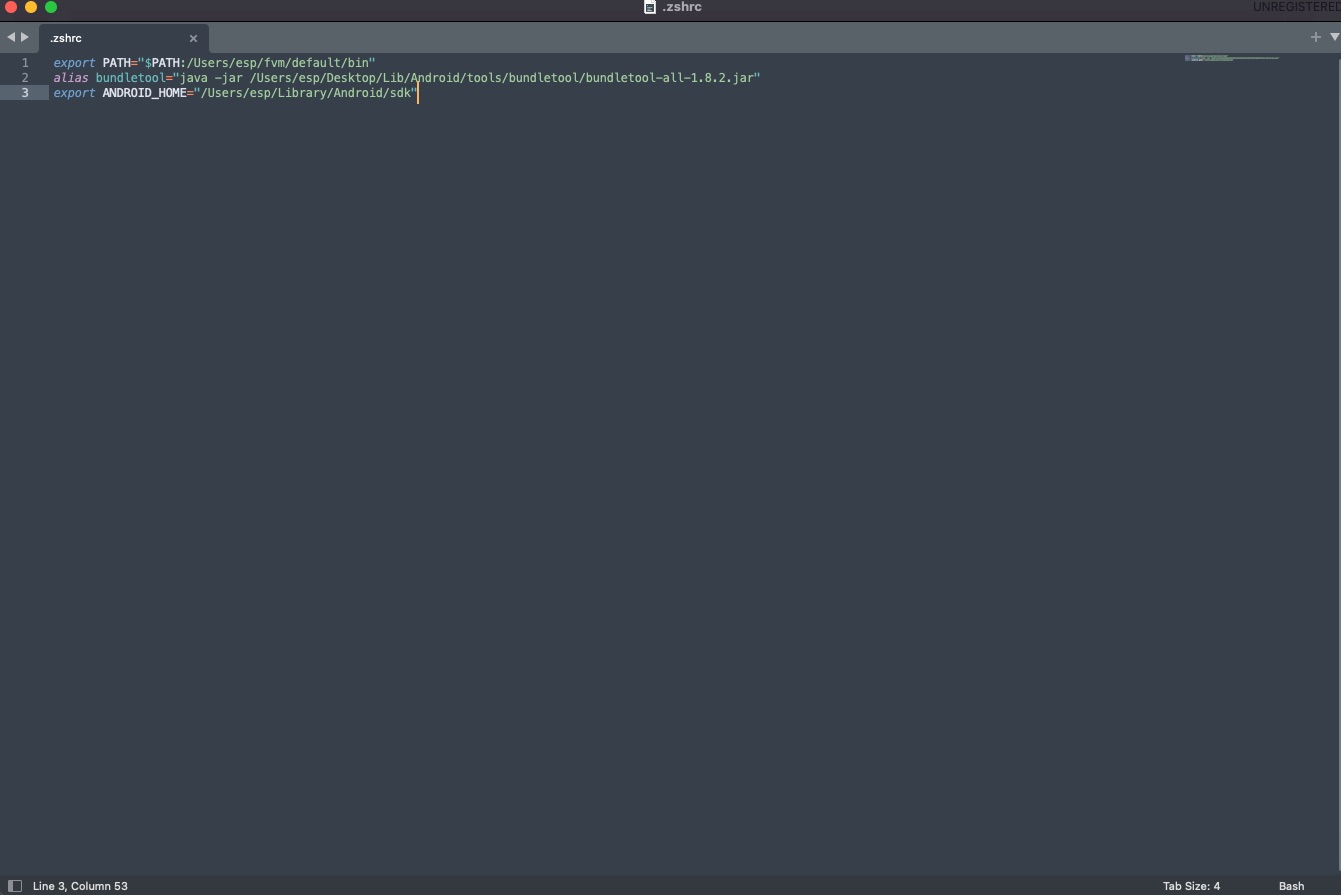 .zshrc
UNREGISTERED
.zshrc
1 export PATH="$PATH:/Users/esp/fvm/default/bin"
2 alias bundletool="java -jar /Users/esp/Desktop/Lib/Android/tools/bundletool/bundletool-all-1.8.2.jar"
3 export ANDROID_HOME="/Users/esp/Library/Android/sdk"
Line 3, Column 53
Tab Size: 4
Bash